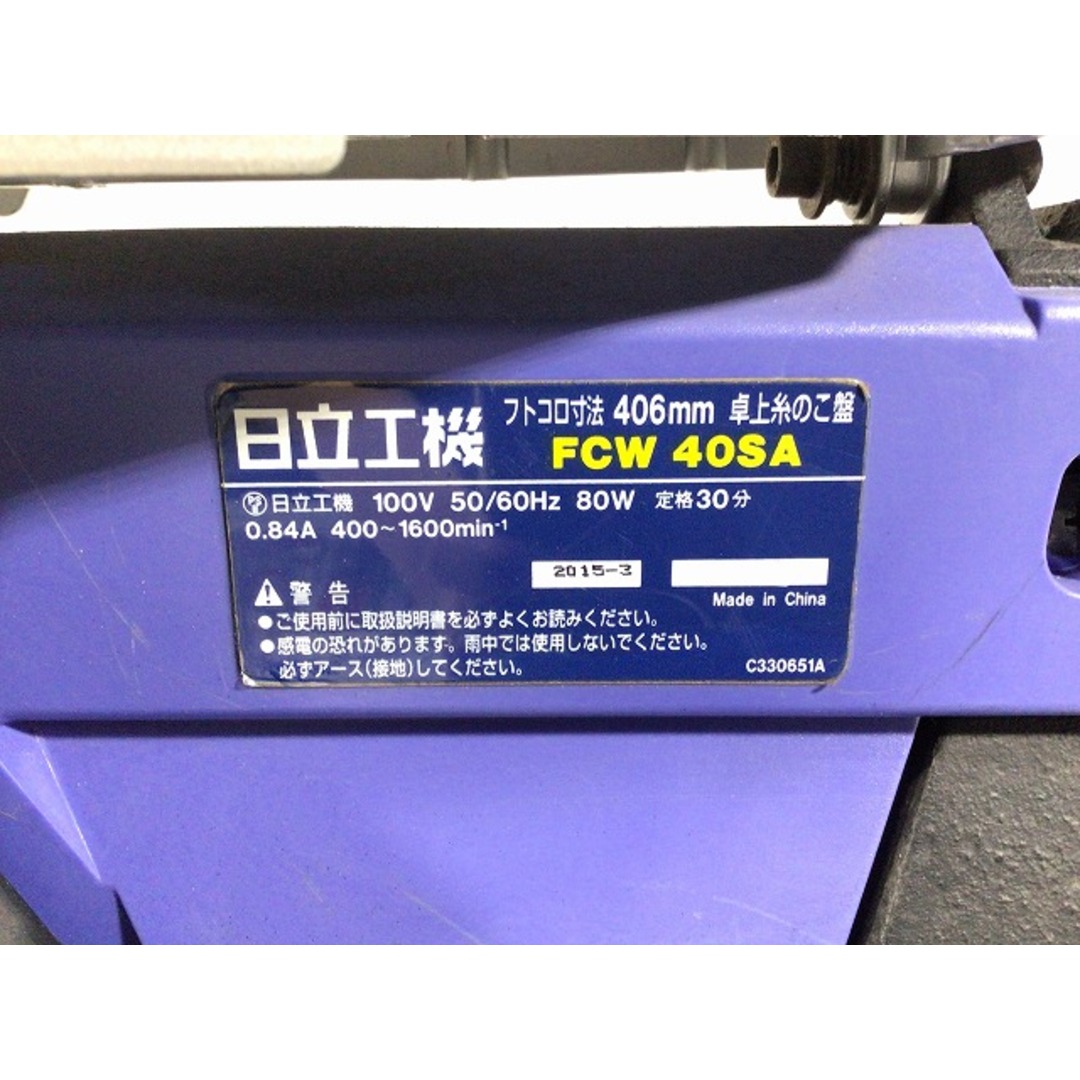 日立工機
フトコロ寸法 406mm 卓上糸のこ盤
FCW 40SA
PSE 日立工機 100V 50/60Hz 80W 定格30分
0.84A 400～1600min⁻¹
2015-3
Made in China
⚠ 警告
●ご使用前に取扱説明書を必ずよくお読みください。
●感電の恐れがあります。雨中では使用しないでください。
必ずアース(接地)してください。
C330651A